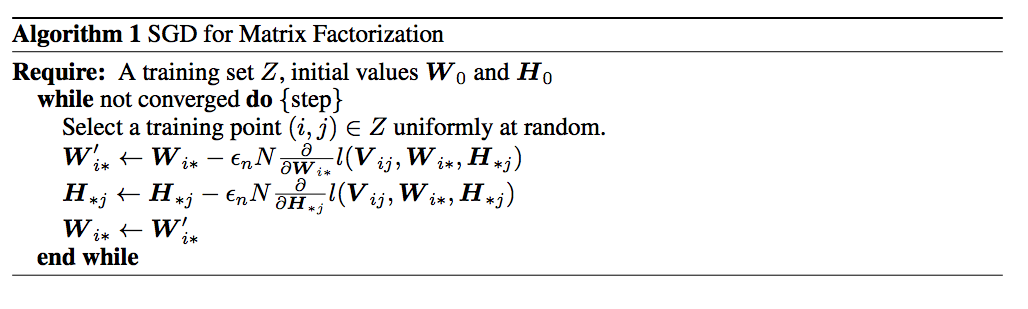 Algorithm 1 SGD for Matrix Factorization
Require: A training set Z, initial values W₀ and H₀
while not converged do {step}
Select a training point (i, j) ∈ Z uniformly at random.
W′ᵢ* ← Wᵢ* − ϵₙN ∂/∂Wᵢ* l(Vᵢⱼ, Wᵢ*, H*ⱼ)
H*ⱼ ← H*ⱼ − ϵₙN ∂/∂H*ⱼ l(Vᵢⱼ, Wᵢ*, H*ⱼ)
Wᵢ* ← W′ᵢ*
end while